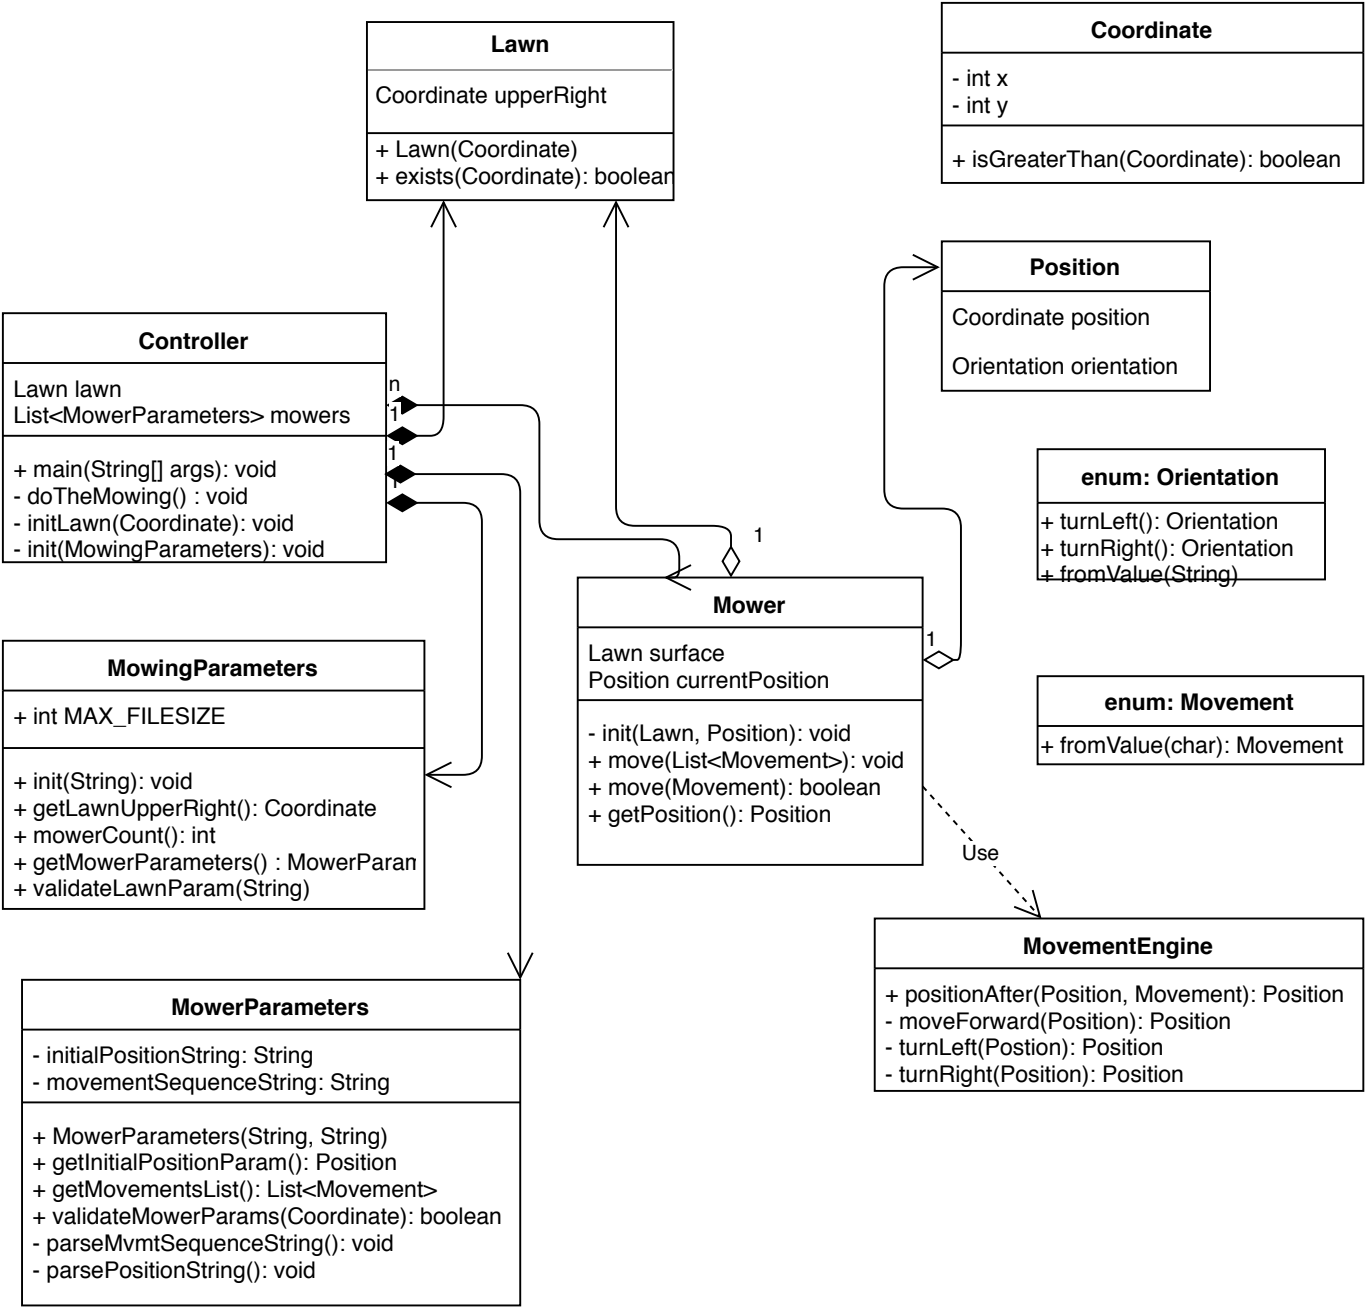 Lawn
Coordinate upperRight
+ Lawn(Coordinate)
+ exists(Coordinate): boolean
Coordinate
- int x
- int y
+ isGreaterThan(Coordinate): boolean
Position
Coordinate position
Orientation orientation
Controller
Lawn lawn
List<MowerParameters> mowers
+ main(String[] args): void
- doTheMowing() : void
- initLawn(Coordinate): void
- init(MowingParameters): void
n
1
1
1
enum: Orientation
+ turnLeft(): Orientation
+ turnRight(): Orientation
+ fromValue(String)
1
Mower
Lawn surface
Position currentPosition
- init(Lawn, Position): void
+ move(List<Movement>): void
+ move(Movement): boolean
+ getPosition(): Position
1
MowingParameters
+ int MAX_FILESIZE
+ init(String): void
+ getLawnUpperRight(): Coordinate
+ mowerCount(): int
+ getMowerParameters() : MowerParam
+ validateLawnParam(String)
enum: Movement
+ fromValue(char): Movement
Use
MovementEngine
+ positionAfter(Position, Movement): Position
- moveForward(Position): Position
- turnLeft(Postion): Position
- turnRight(Position): Position
MowerParameters
- initialPositionString: String
- movementSequenceString: String
+ MowerParameters(String, String)
+ getInitialPositionParam(): Position
+ getMovementsList(): List<Movement>
+ validateMowerParams(Coordinate): boolean
- parseMvmtSequenceString(): void
- parsePositionString(): void